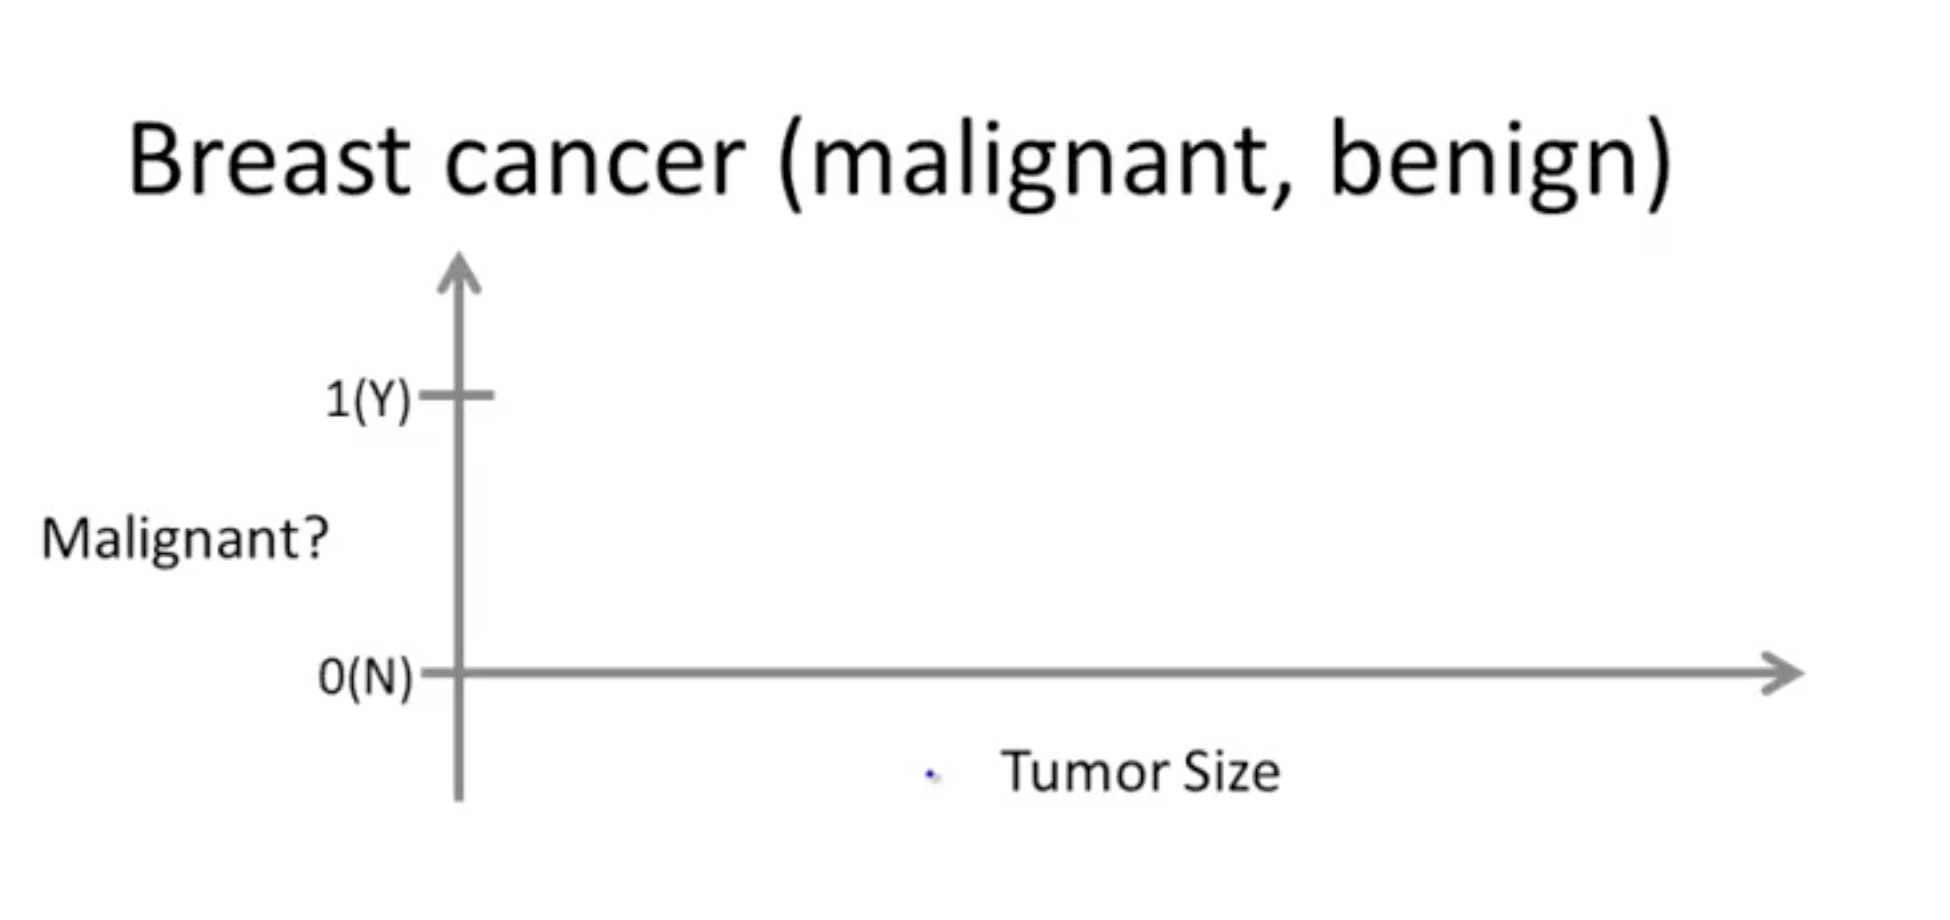 Breast cancer (malignant, benign)
1(Y)
Malignant?
0(N)
Tumor Size